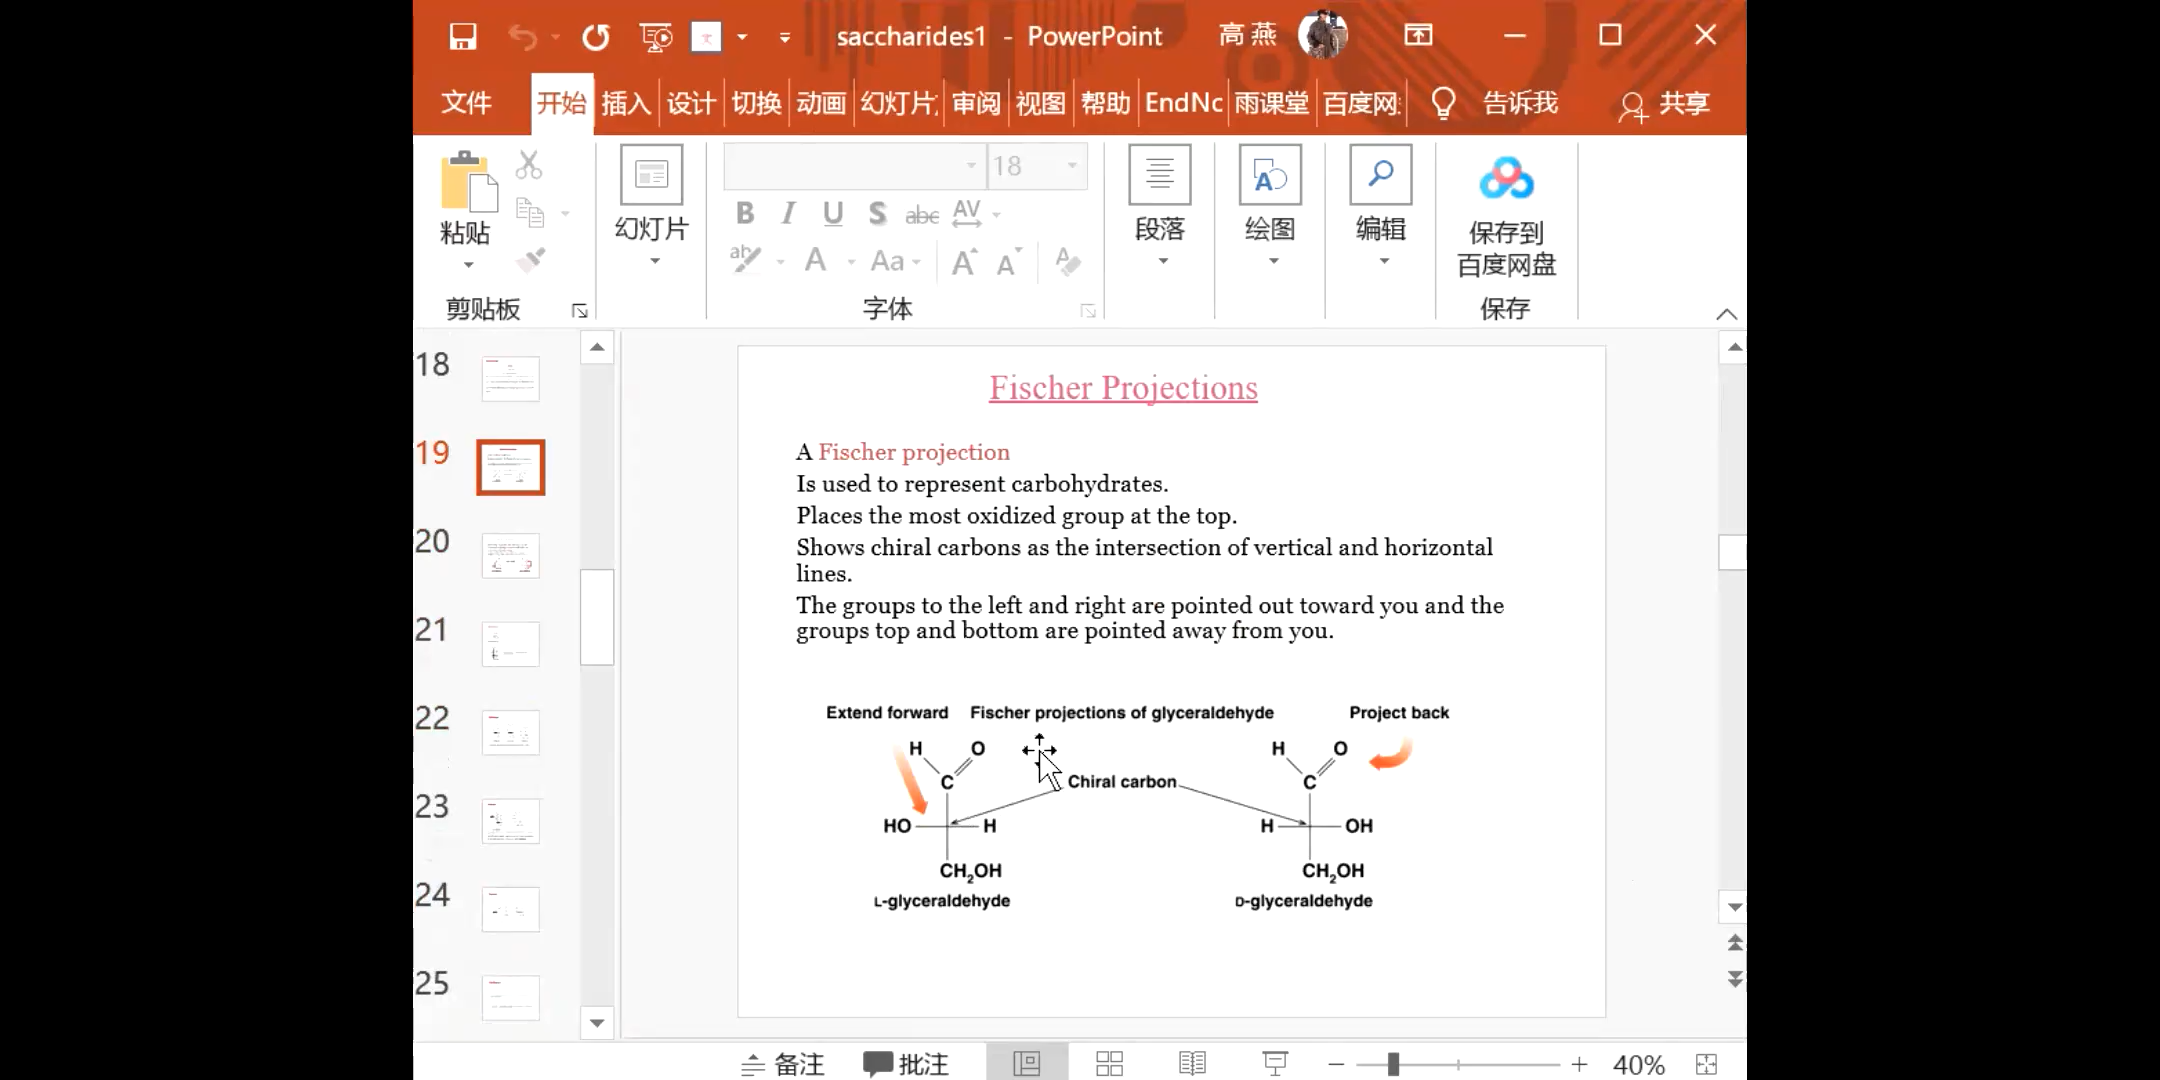 saccharides1 - PowerPoint
高 燕
文件
开始
插入
设计
切换
动画
幻灯片
审阅
视图
帮助
EndNo
雨课堂
百度网
告诉我
共享
粘贴
剪贴板
幻灯片
18
B I U S abc AV
ab A Aa A A A
字体
段落
绘图
编辑
保存到
百度网盘
保存
18
19
20
21
22
23
24
25
Fischer Projections
A Fischer projection
Is used to represent carbohydrates.
Places the most oxidized group at the top.
Shows chiral carbons as the intersection of vertical and horizontal
lines.
The groups to the left and right are pointed out toward you and the
groups top and bottom are pointed away from you.
Extend forward Fischer projections of glyceraldehyde Project back
H O H O
C Chiral carbon C
HO H H OH
CH₂OH CH₂OH
L-glyceraldehyde D-glyceraldehyde
备注 批注 40%